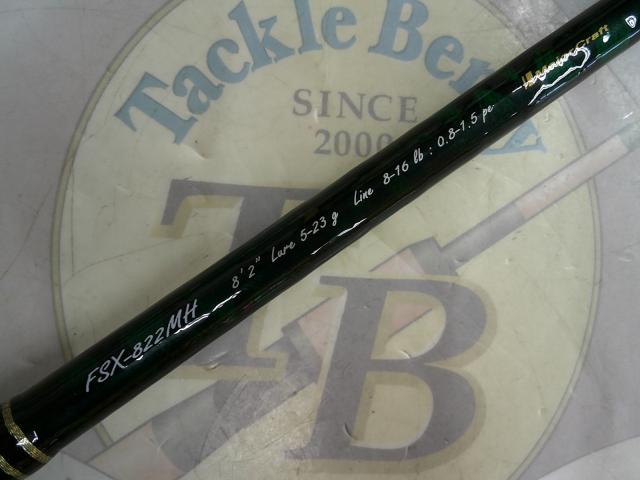 Tackle Berry
SINCE
2000
TB
MajorCraft
FSX-822MH 8'2" Lure 5-23 g Line 8-16 lb : 0.8-1.5 pe